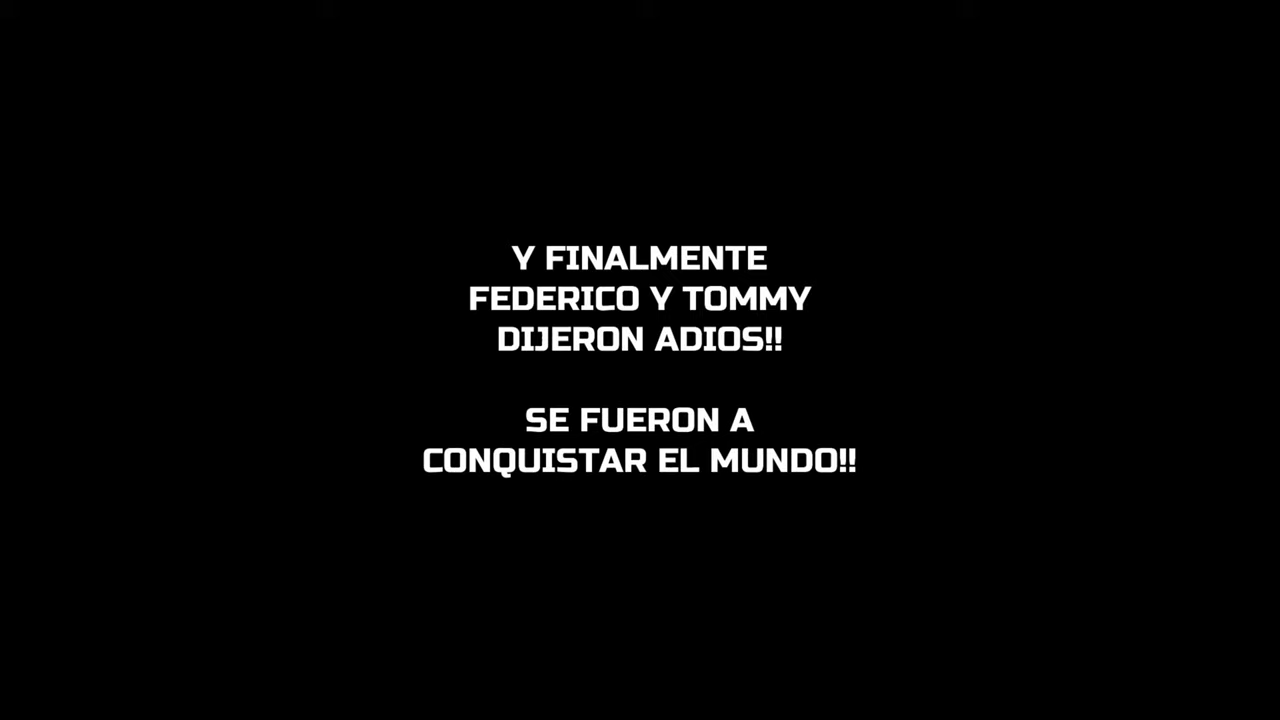 Y FINALMENTE
FEDERICO Y TOMMY
DIJERON ADIOS!!
SE FUERON A
CONQUISTAR EL MUNDO!!